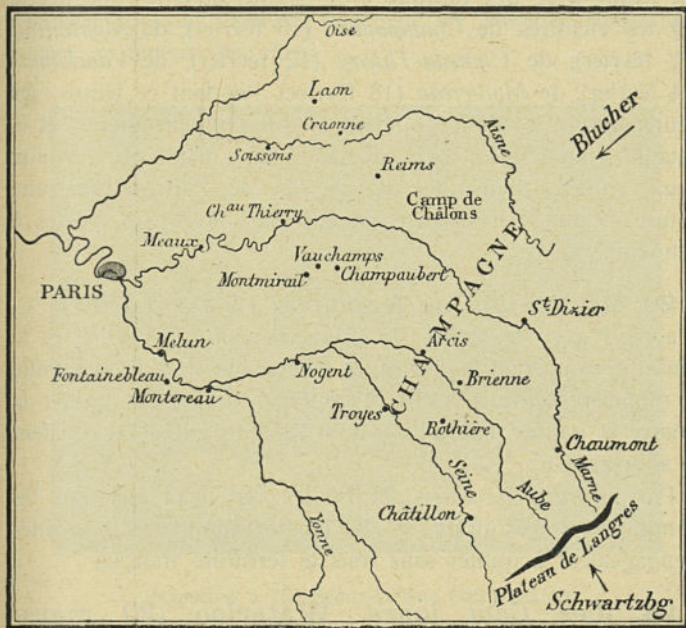 Oise
Laon
Craonne
Aisne
Blucher
Soissons
Reims
Camp de
Châlons
Chau Thierry
Meaux
Vauchamps
Montmirail
Champaubert
PARIS
CHAMPAGNE
St. Dizier
Melun
Arcis
Fontainebleau
Nogent
Brienne
Montereau
Troyes
Rothière
Chaumont
Seine
Marne
Aube
Châtillon
Yonne
Plateau de Langres
Schwartzbg